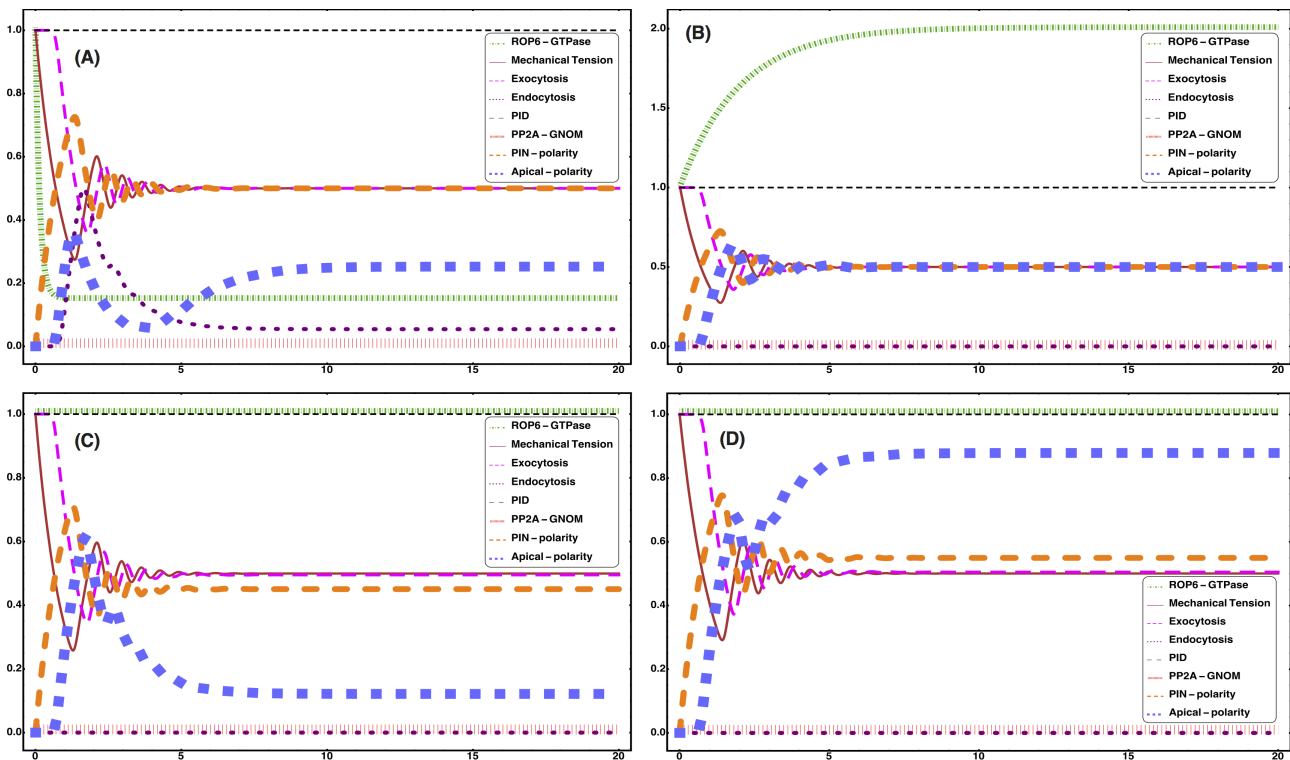 1.0
0.8
0.6
0.4
0.2
0.0
(A)
ROP6 – GTPase
Mechanical Tension
Exocytosis
Endocytosis
PID
PP2A – GNOM
PIN – polarity
Apical – polarity
0 5 10 15 20
2.0
1.5
1.0
0.5
0.0
(B)
ROP6 – GTPase
Mechanical Tension
Exocytosis
Endocytosis
PID
PP2A – GNOM
PIN – polarity
Apical – polarity
0 5 10 15 20
1.0
0.8
0.6
0.4
0.2
0.0
(C)
ROP6 – GTPase
Mechanical Tension
Exocytosis
Endocytosis
PID
PP2A – GNOM
PIN – polarity
Apical – polarity
0 5 10 15 20
1.0
0.8
0.6
0.4
0.2
0.0
(D)
ROP6 – GTPase
Mechanical Tension
Exocytosis
Endocytosis
PID
PP2A – GNOM
PIN – polarity
Apical – polarity
0 5 10 15 20